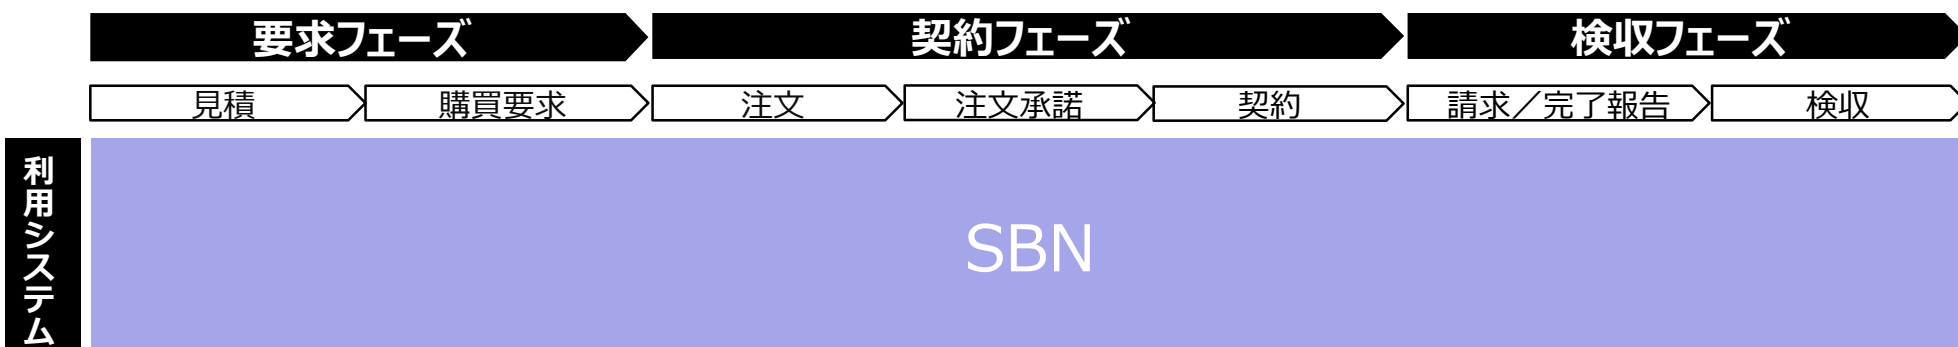 要求フェーズ
契約フェーズ
検収フェーズ
見積
購買要求
注文
注文承諾
契約
請求／完了報告
検収
利用システム
SBN